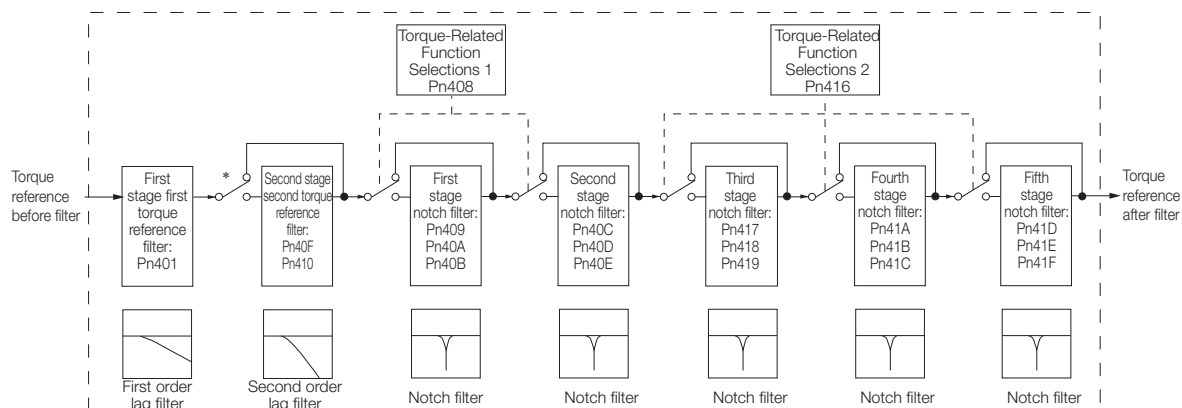 Torque-Related
Function
Selections 1
Pn408
Torque-Related
Function
Selections 2
Pn416
Torque
reference
before filter
First
stage first
torque
reference
filter:
Pn401
*
Second stage
second torque
reference
filter:
Pn40F
Pn410
First
stage
notch filter:
Pn409
Pn40A
Pn40B
Second
stage
notch filter:
Pn40C
Pn40D
Pn40E
Third
stage
notch filter:
Pn417
Pn418
Pn419
Fourth
stage
notch filter:
Pn41A
Pn41B
Pn41C
Fifth
stage
notch filter:
Pn41D
Pn41E
Pn41F
Torque
reference
after filter
First order
lag filter
Second order
lag filter
Notch filter
Notch filter
Notch filter
Notch filter
Notch filter